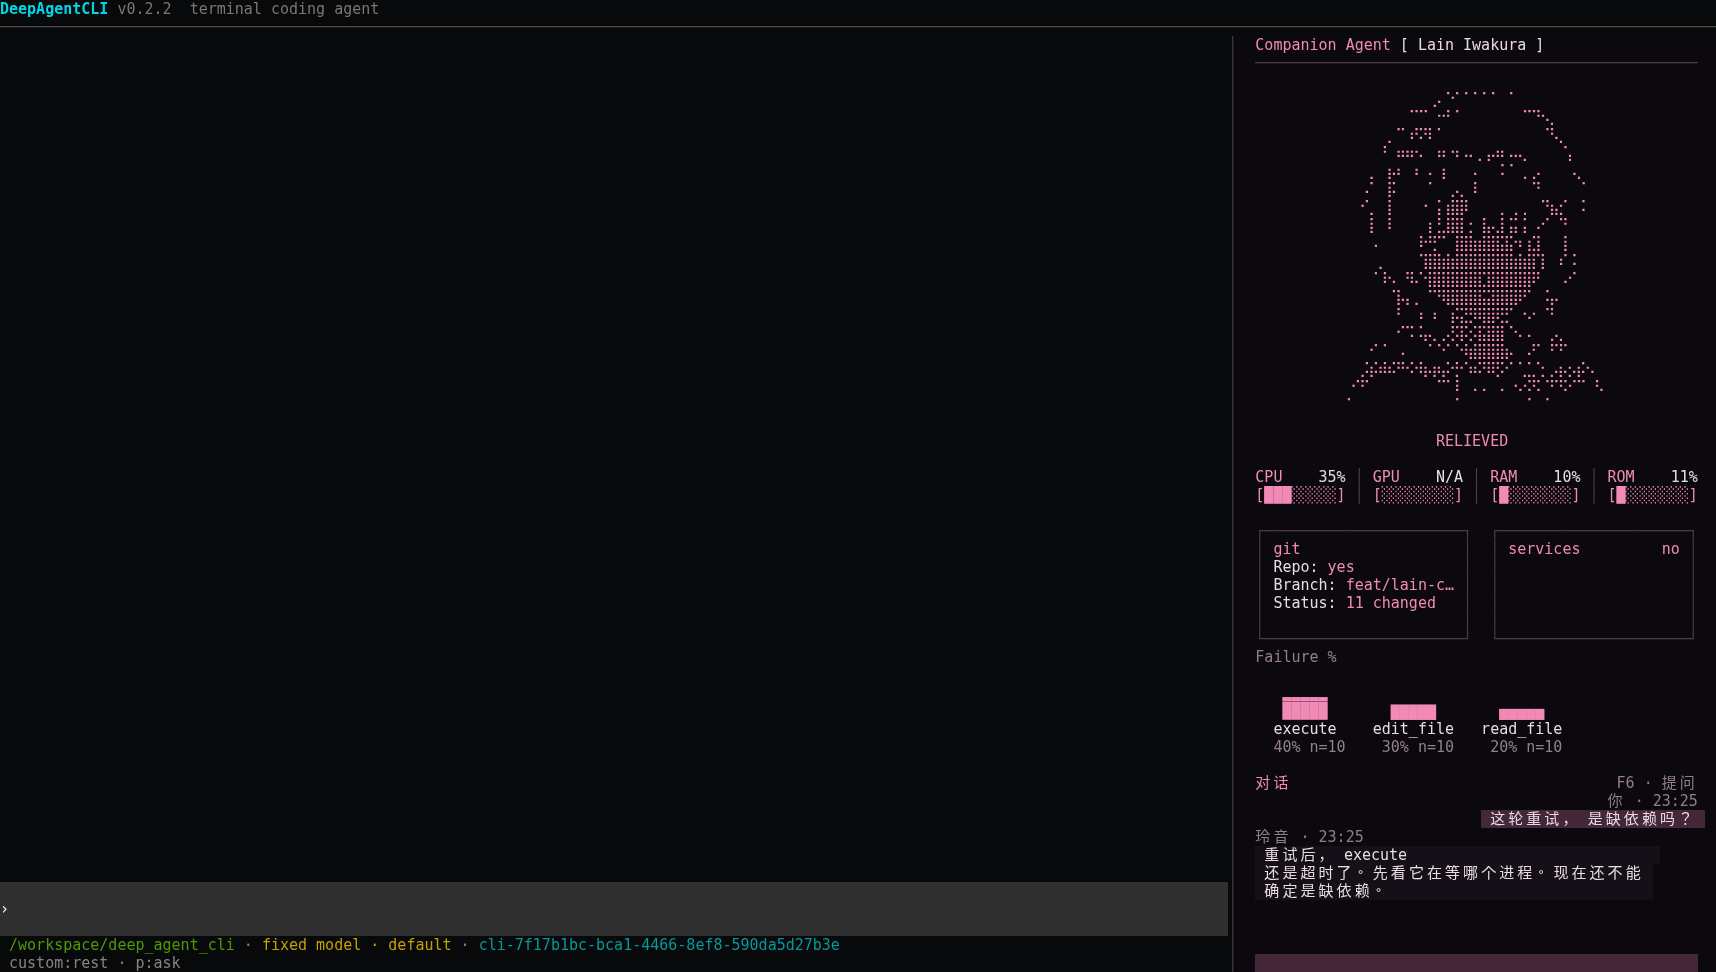 DeepAgentCLI v0.2.2  terminal coding agent
Companion Agent [ Lain Iwakura ]
RELIEVED
CPU 35% GPU N/A RAM 10% ROM 11%
git
Repo: yes
Branch: feat/lain-c…
Status: 11 changed
services no
Failure %
execute edit_file read_file
40% n=10 30% n=10 20% n=10
对话 F6 · 提问
你 · 23:25
这轮重试， 是缺依赖吗？
玲音 · 23:25
重试后， execute
还是超时了。先看它在等哪个进程。现在还不能
确定是缺依赖。
›
/workspace/deep_agent_cli · fixed model · default · cli-7f17b1bc-bca1-4466-8ef8-590da5d27b3e
custom:rest · p:ask